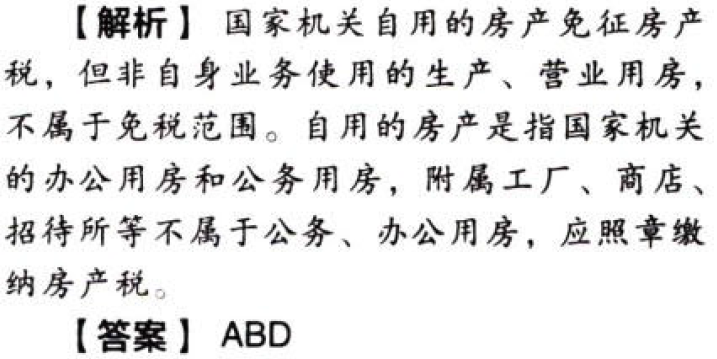 【解析】 国家机关自用的房产免征房产
税，但非自身业务使用的生产、营业用房，
不属于免税范围。自用的房产是指国家机关
的办公用房和公务用房，附属工厂、商店、
招待所等不属于公务、办公用房，应照章缴
纳房产税。
【答案】 ABD